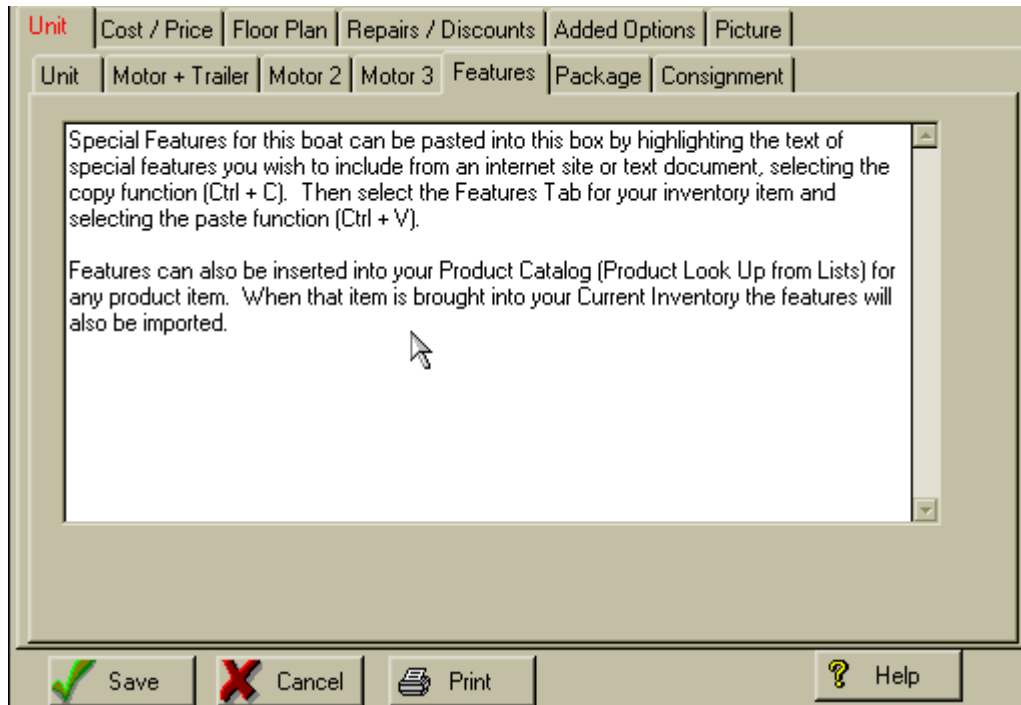 Unit Cost / Price Floor Plan Repairs / Discounts Added Options Picture
Unit Motor + Trailer Motor 2 Motor 3 Features Package Consignment
Special Features for this boat can be pasted into this box by highlighting the text of
special features you wish to include from an internet site or text document, selecting the
copy function (Ctrl + C).  Then select the Features Tab for your inventory item and
selecting the paste function (Ctrl + V).
Features can also be inserted into your Product Catalog (Product Look Up from Lists) for
any product item.  When that item is brought into your Current Inventory the features will
also be imported.
Save Cancel Print Help